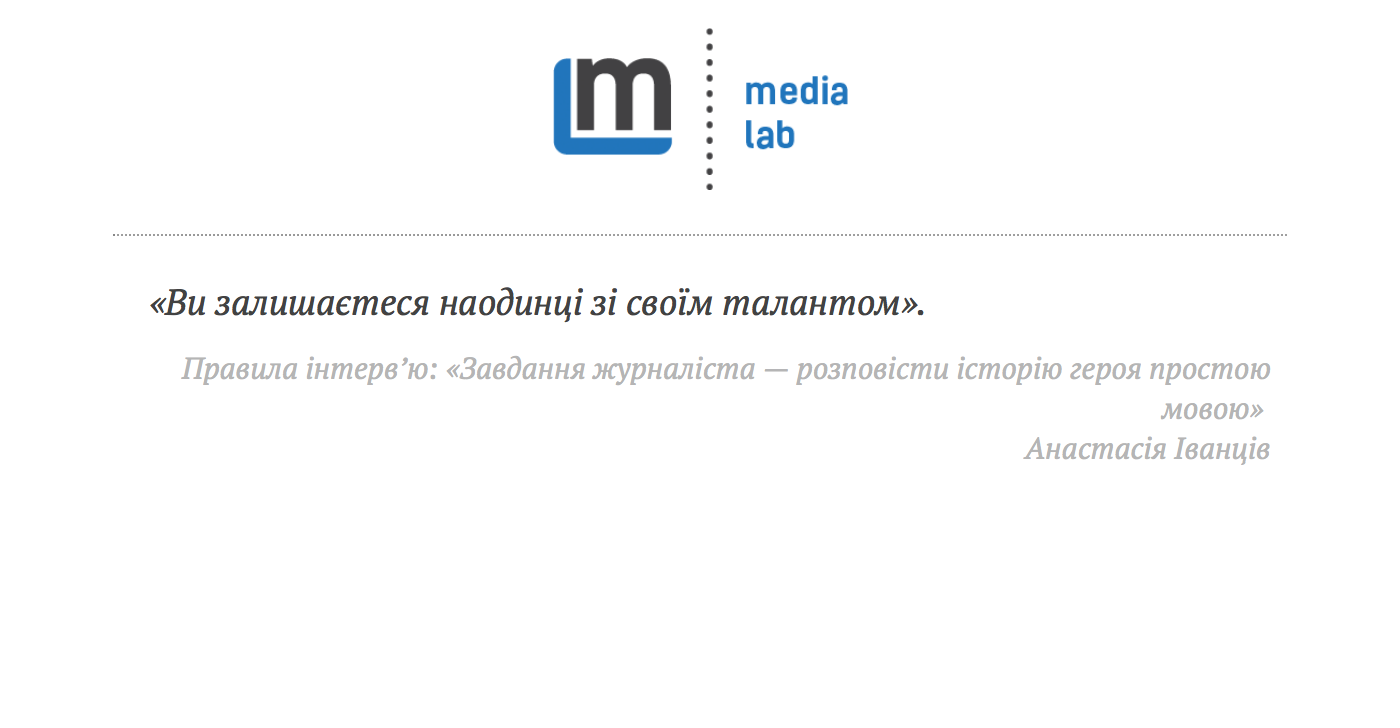 m
media
lab
«Ви залишаєтеся наодинці зі своїм талантом».
Правила інтерв’ю: «Завдання журналіста — розповісти історію героя простою
мовою»
Анастасія Іванців